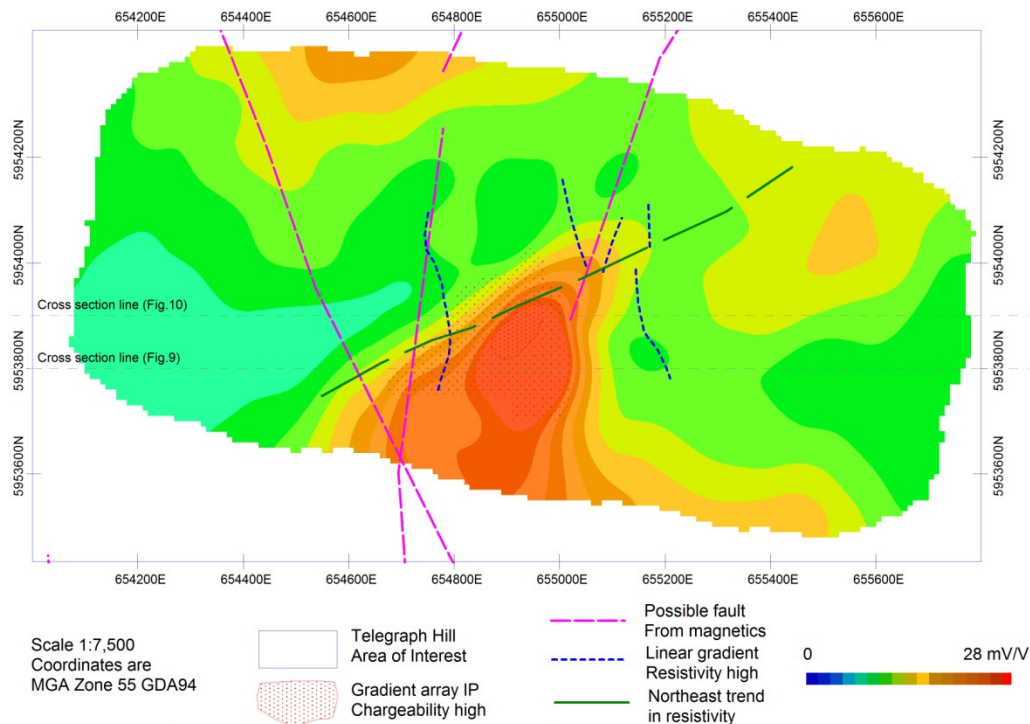 654200E 654400E 654600E 654800E 655000E 655200E 655400E 655600E
5954200N 5954200N
5954000N 5954000N
Cross section line (Fig.10)
Cross section line (Fig.9)
5953800N 5953800N
5953600N 5953600N
654200E 654400E 654600E 654800E 655000E 655200E 655400E 655600E
Scale 1:7,500
Coordinates are
MGA Zone 55 GDA94
Telegraph Hill
Area of Interest
Gradient array IP
Chargeability high
Possible fault
From magnetics
Linear gradient
Resistivity high
Northeast trend
in resistivity
0 28 mV/V